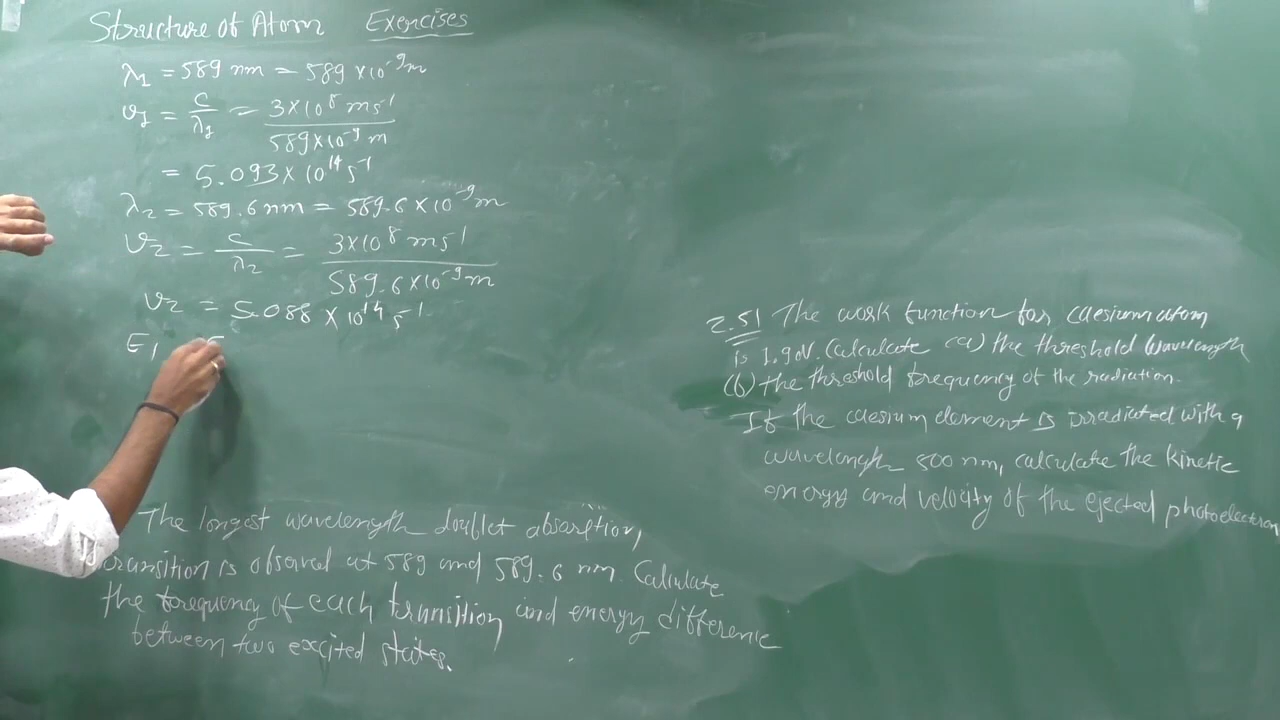 Structure of Atom Exercises
λ1 = 589 nm = 589 × 10⁻⁹ m
υ1 = c/λ1 = 3×10⁸ ms⁻¹ / 589×10⁻⁹ m
= 5.093 × 10¹⁴ s⁻¹
λ2 = 589.6 nm = 589.6 × 10⁻⁹ m
υ2 = c/λ2 = 3×10⁸ ms⁻¹ / 589.6×10⁻⁹ m
υ2 = 5.088 × 10¹⁴ s⁻¹
E1
The longest wavelength doublet absorption
transition is observed at 589 and 589.6 nm. Calculate
the frequency of each transition and energy difference
between two excited states.
2.51 The work function for caesium atom
is 1.9 eV. Calculate (a) the threshold wavelength
(b) the threshold frequency of the radiation.
If the caesium element is irradiated with a
wavelength 500 nm, calculate the kinetic
energy and velocity of the ejected photoelectron